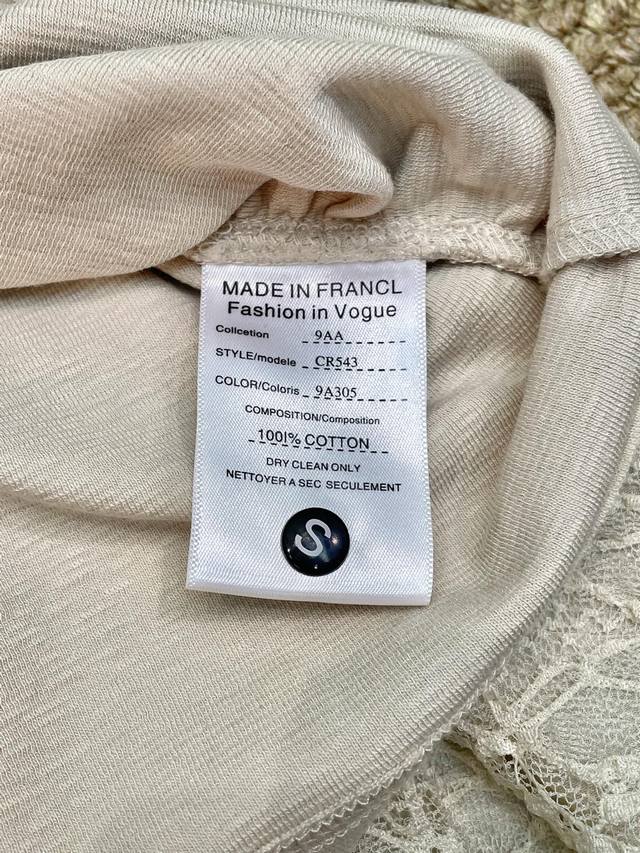 MADE IN FRANCL
Fashion in Vogue
Collcetion 9AA
STYLE/modele CR543
COLOR/Coloris 9A305
COMPOSITION/Composition
100I% COTTON
DRY CLEAN ONLY
NETTOYER A SEC SECULEMENT
S